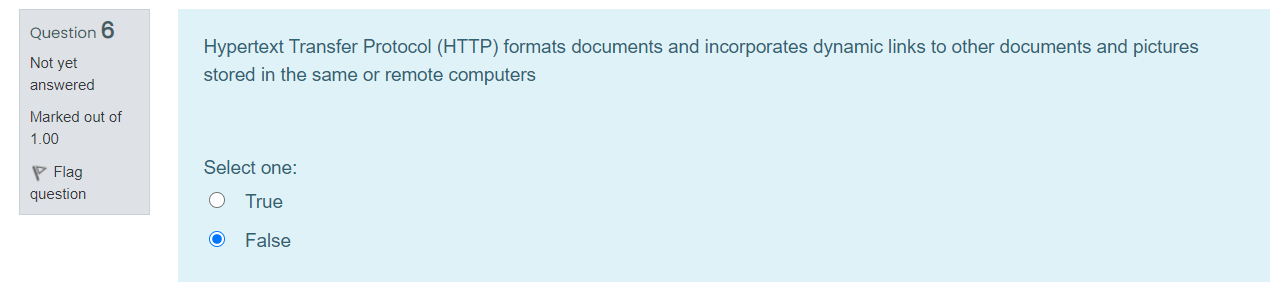 Question 6
Not yet
answered
Marked out of
1.00
Flag
question
Hypertext Transfer Protocol (HTTP) formats documents and incorporates dynamic links to other documents and pictures
stored in the same or remote computers
Select one:
True
False